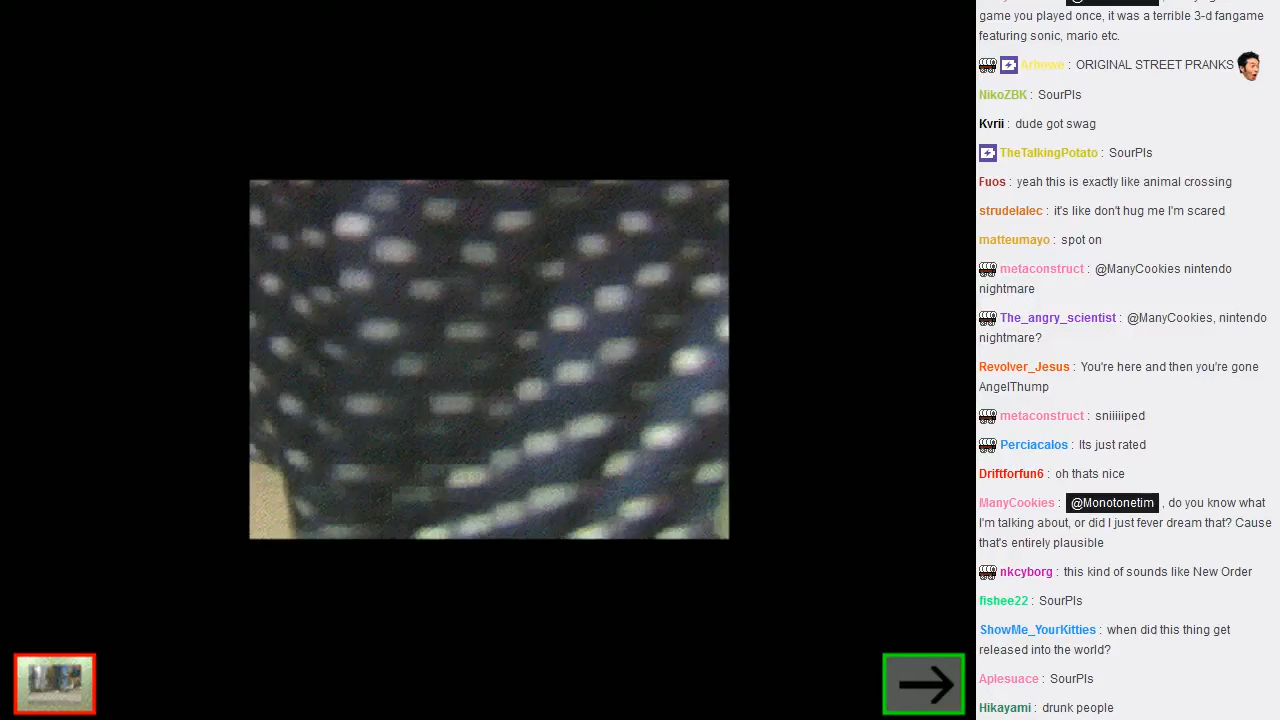 game you played once, it was a terrible 3-d fangame
featuring sonic, mario etc.
Arhowe : ORIGINAL STREET PRANKS
NikoZBK : SourPls
Kvrii : dude got swag
TheTalkingPotato : SourPls
Fuos : yeah this is exactly like animal crossing
strudelalec : it's like don't hug me I'm scared
matteumayo : spot on
metaconstruct : @ManyCookies nintendo
nightmare
The_angry_scientist : @ManyCookies, nintendo
nightmare?
Revolver_Jesus : You're here and then you're gone
AngelThump
metaconstruct : sniiiiped
Perciacalos : Its just rated
Driftforfun6 : oh thats nice
ManyCookies : @Monotonetim , do you know what
I'm talking about, or did I just fever dream that? Cause
that's entirely plausible
nkcyborg : this kind of sounds like New Order
fishee22 : SourPls
ShowMe_YourKitties : when did this thing get
released into the world?
Aplesuace : SourPls
Hikayami : drunk people